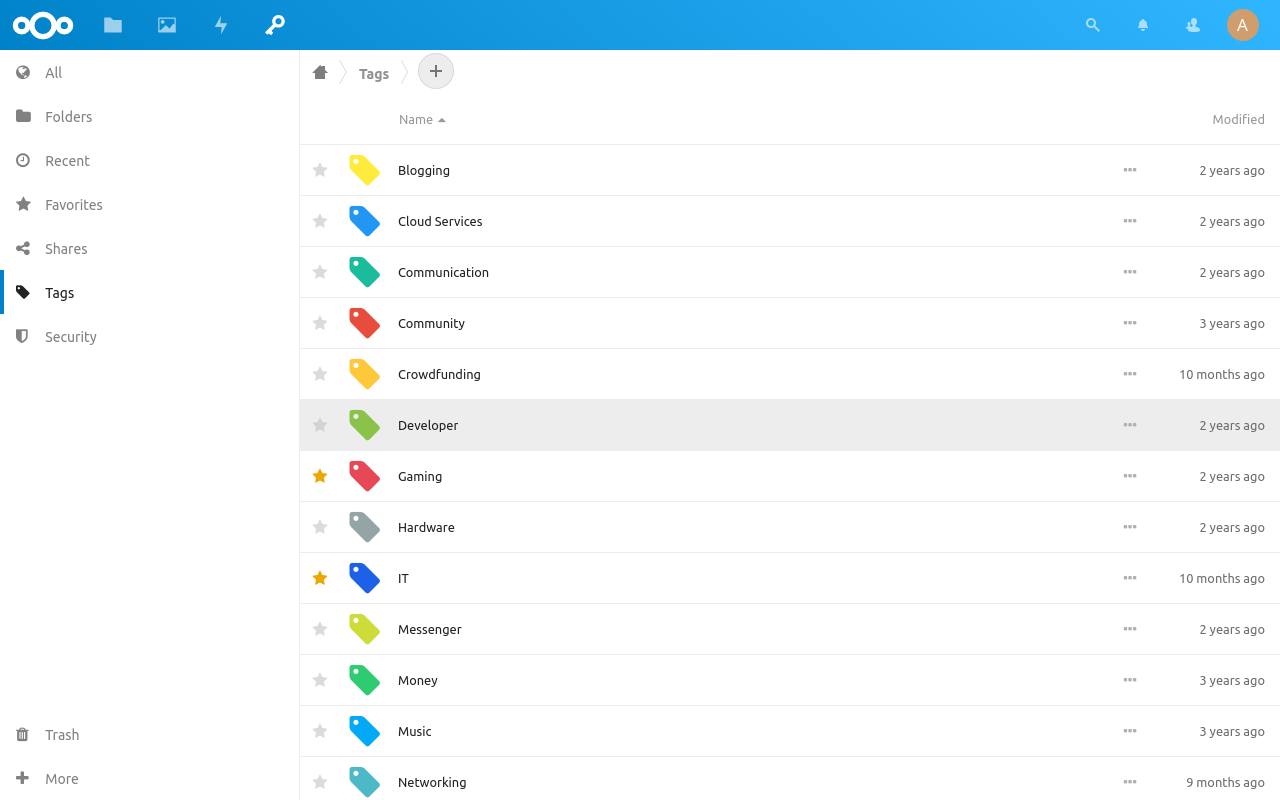 A
All
Folders
Recent
Favorites
Shares
Tags
Security
Trash
More
Tags
Name Modified
Blogging 2 years ago
Cloud Services 2 years ago
Communication 2 years ago
Community 3 years ago
Crowdfunding 10 months ago
Developer 2 years ago
Gaming 2 years ago
Hardware 2 years ago
IT 10 months ago
Messenger 2 years ago
Money 3 years ago
Music 3 years ago
Networking 9 months ago